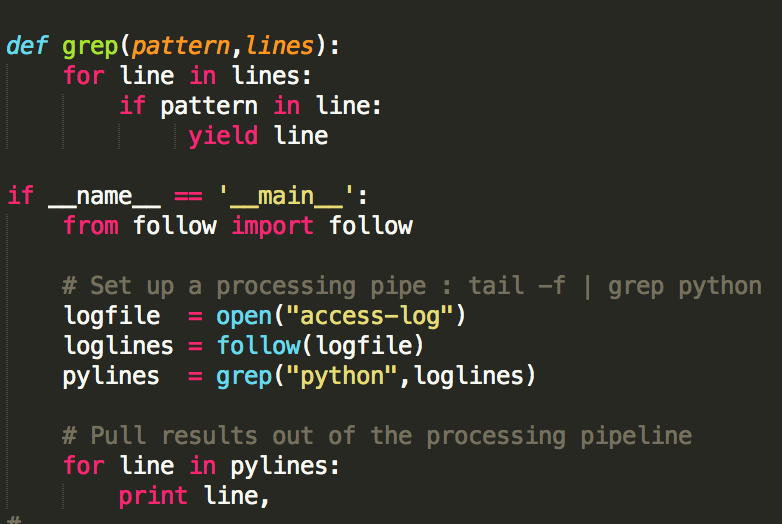 def grep(pattern,lines):
    for line in lines:
        if pattern in line:
            yield line

if __name__ == '__main__':
    from follow import follow

    # Set up a processing pipe : tail -f | grep python
    logfile  = open("access-log")
    loglines = follow(logfile)
    pylines  = grep("python",loglines)

    # Pull results out of the processing pipeline
    for line in pylines:
        print line,
#